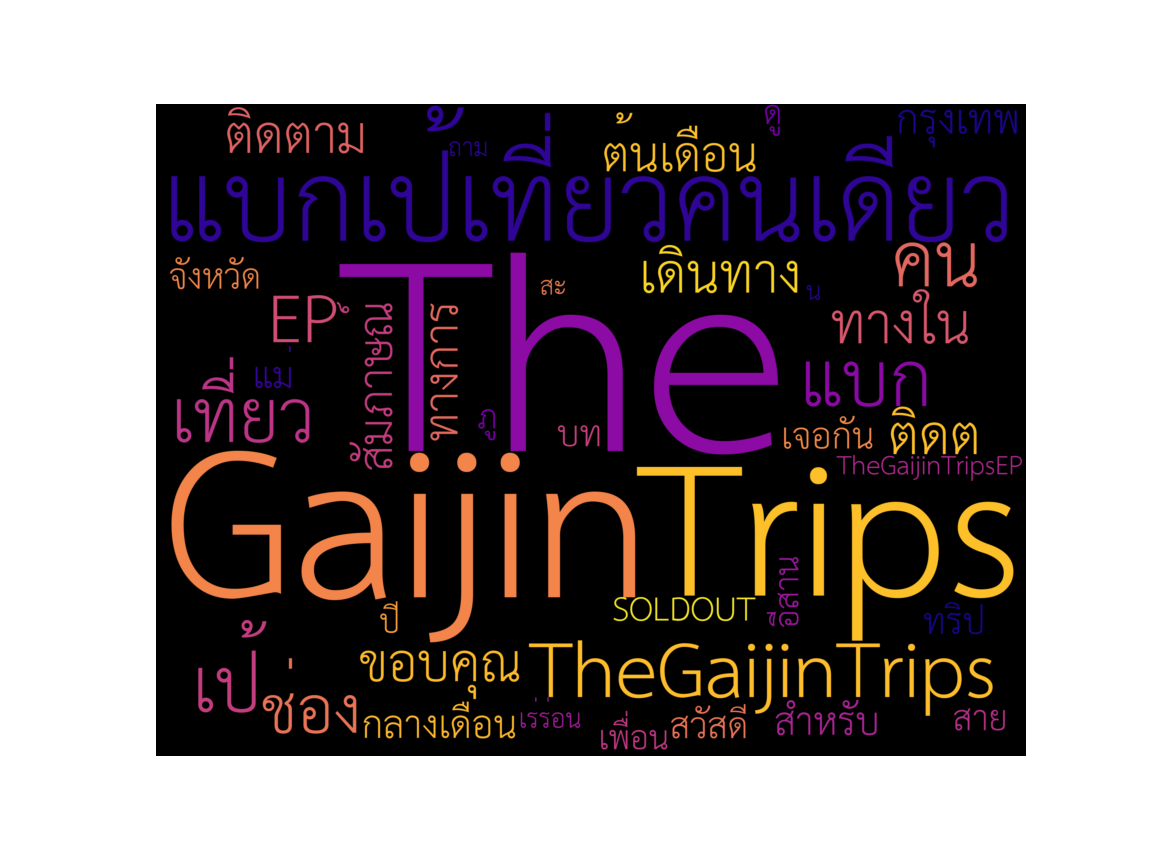 ติดตาม
ถาม
ต้นเดือน
ดู
กรุงเทพ
แบกเป้เที่ยวคนเดียว
จังหวัด
The
สะ
เดินทาง
น
คน
EP
สัมภาษณ์
ทางการ
ทางใน
แม่
เที่ยว
ภู
บท
แบก
เจอกัน
ติดต
TheGaijinTripsEP
Gaijin
Trips
ปี
SOLDOUT
อีสาน
ทริป
เป้
ช่อง
ขอบคุณ
TheGaijinTrips
กลางเดือน
เร่ร่อน
เพื่อน
สวัสดี
สำหรับ
สาย